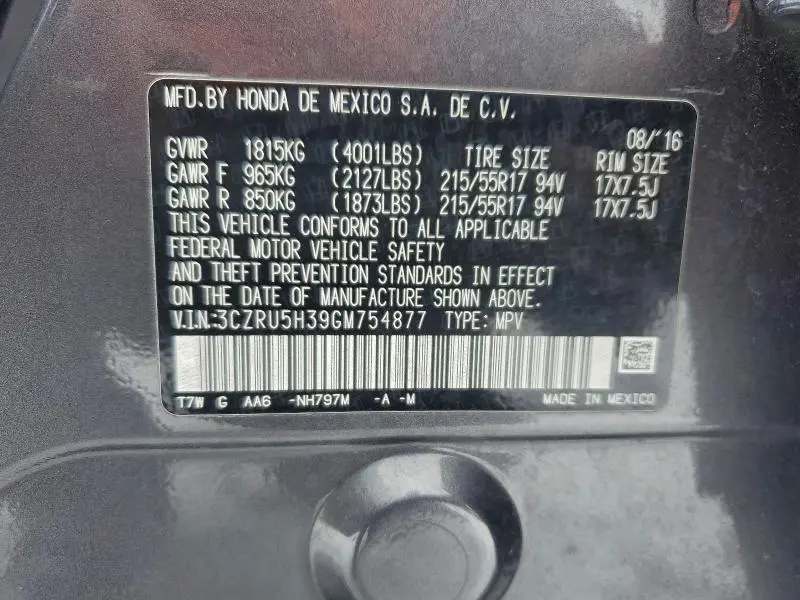 MFD.BY HONDA DE MEXICO S.A. DE C.V.
08/'16
GVWR 1815KG (4001LBS) TIRE SIZE RIM SIZE
GAWR F 965KG (2127LBS) 215/55R17 94V 17X7.5J
GAWR R 850KG (1873LBS) 215/55R17 94V 17X7.5J
THIS VEHICLE CONFORMS TO ALL APPLICABLE
FEDERAL MOTOR VEHICLE SAFETY
AND THEFT PREVENTION STANDARDS IN EFFECT
ON THE DATE OF MANUFACTURE SHOWN ABOVE.
V.I.N:3CZRU5H39GM754877 TYPE: MPV
T7W G AA6 -NH797M -A -M MADE IN MEXICO